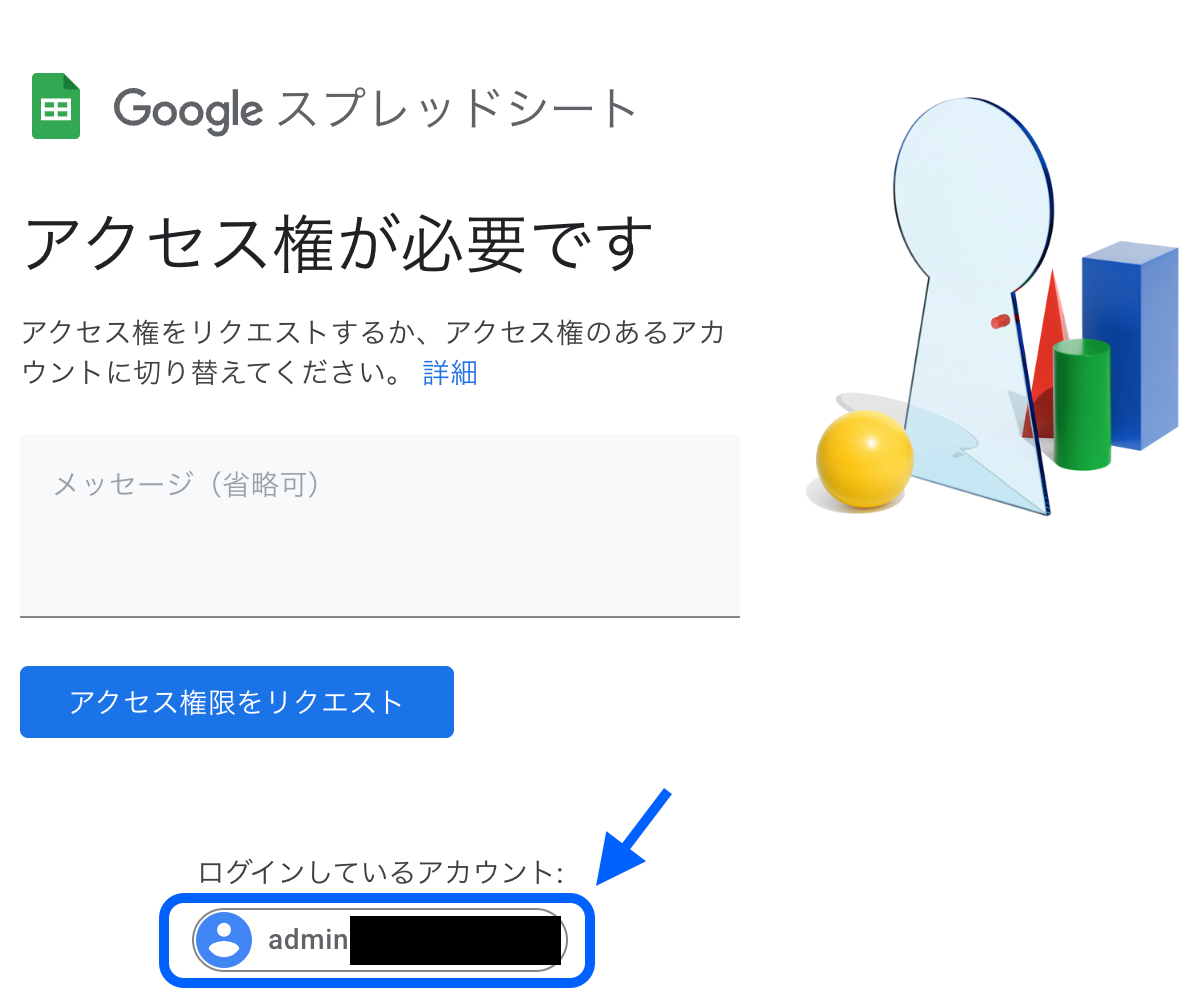 Google スプレッドシート
アクセス権が必要です
アクセス権をリクエストするか、アクセス権のあるアカ
ウントに切り替えてください。 詳細
メッセージ（省略可）
アクセス権限をリクエスト
ログインしているアカウント:
admin